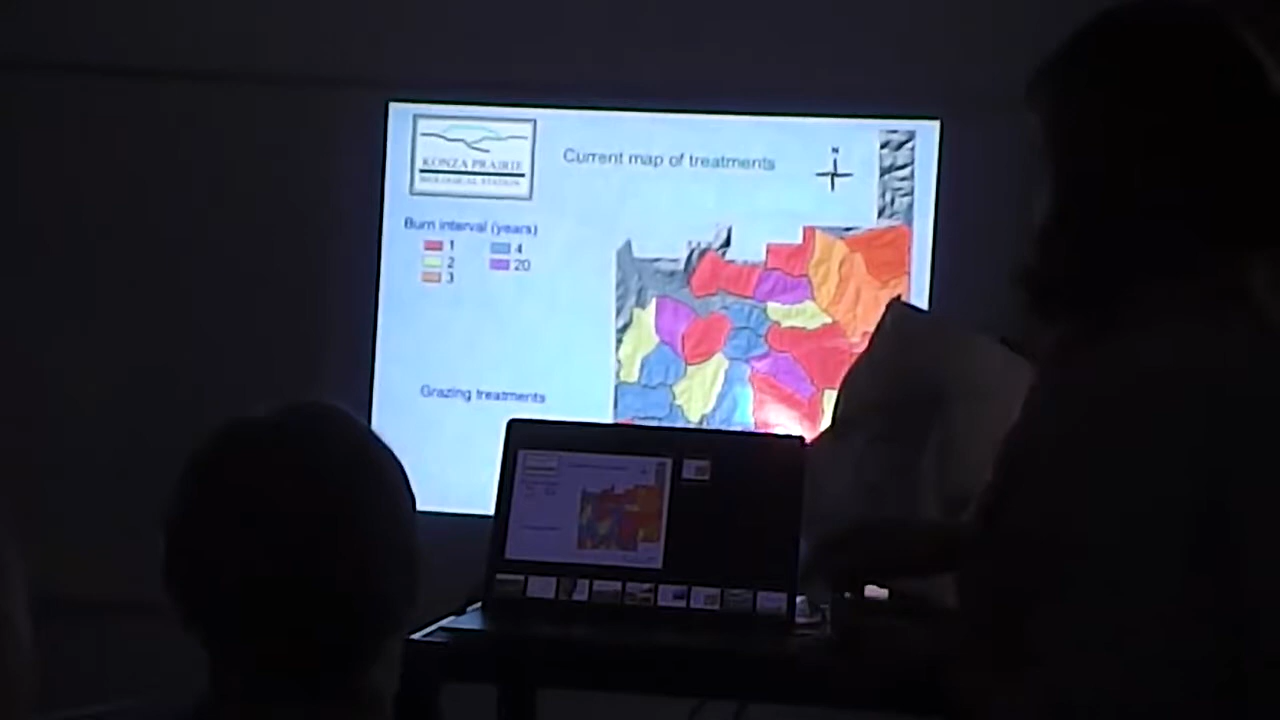 KONZA PRAIRIE
BIOLOGICAL STATION
Current map of treatments
N
Burn interval (years)
1
4
2
20
3
Grazing treatments